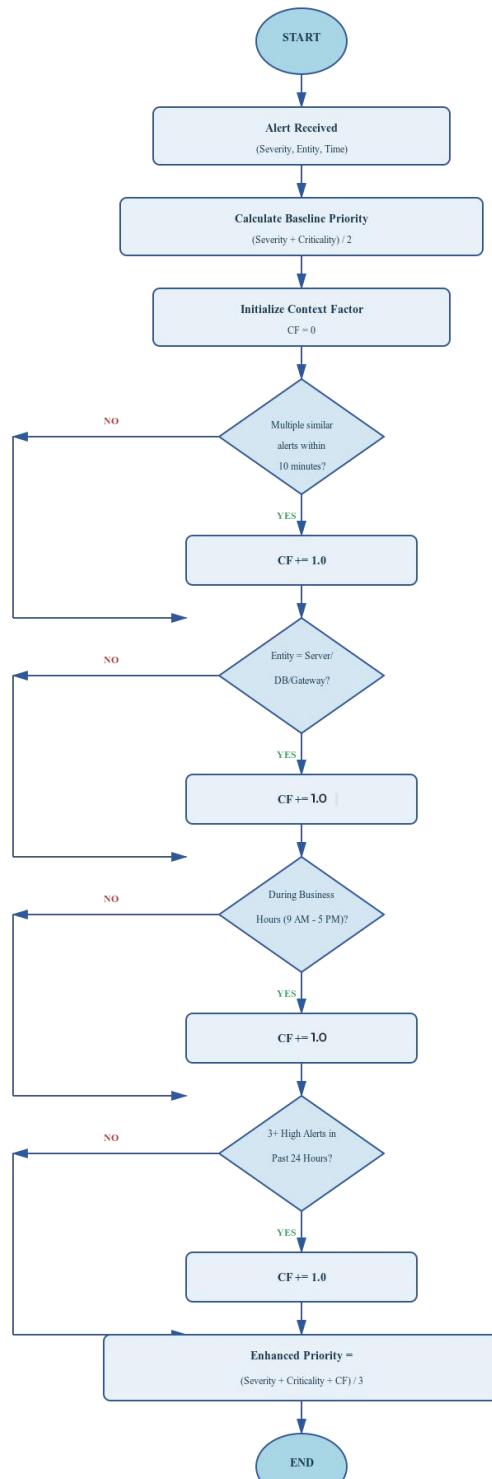 START
Alert Received
(Severity, Entity, Time)
Calculate Baseline Priority
(Severity + Criticality) / 2
Initialize Context Factor
CF = 0
NO
Multiple similar
alerts within
10 minutes?
YES
CF += 1.0
NO
Entity = Server/
DB/Gateway?
YES
CF += 1.0
NO
During Business
Hours (9 AM - 5 PM)?
YES
CF += 1.0
NO
3+ High Alerts in
Past 24 Hours?
YES
CF += 1.0
Enhanced Priority =
(Severity + Criticality + CF) / 3
END